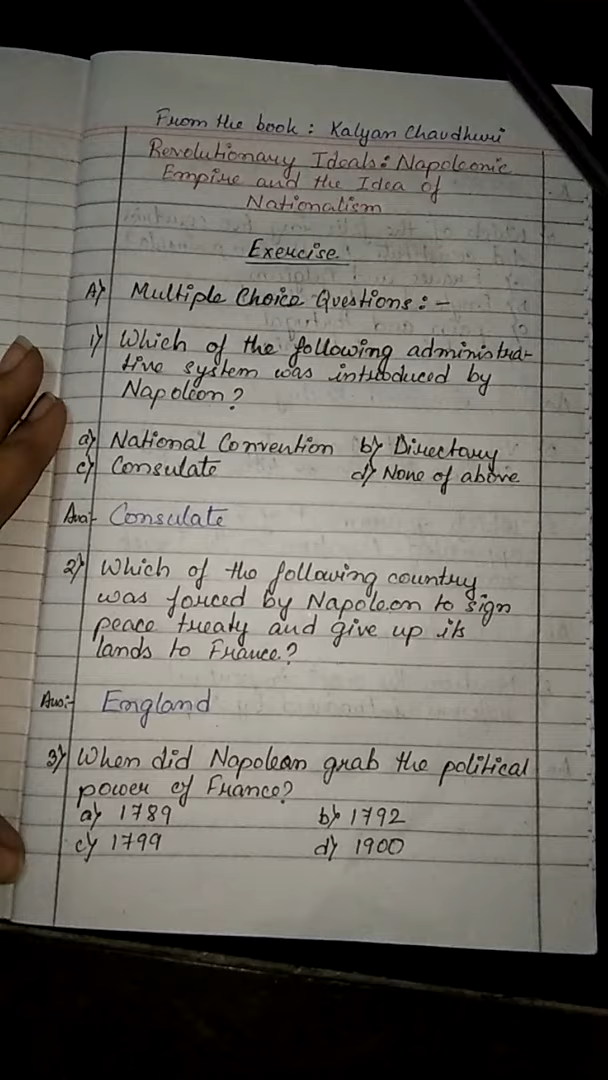 From the book : Kalyan Chaudhuri
Revolutionary Ideals : Napoleonic
Empire and the Idea of
Nationalism
Exercise
A) Multiple Choice Questions : -
1) Which of the following administra-
tive system was introduced by
Napoleon ?
a) National Convention b) Directory
c) Consulate d) None of above
Ans:- Consulate
2) Which of the following country
was forced by Napoleon to sign
peace treaty and give up its
lands to France ?
Ans:- England
3) When did Napolean grab the political
power of France ?
a) 1789 b) 1792
c) 1799 d) 1900